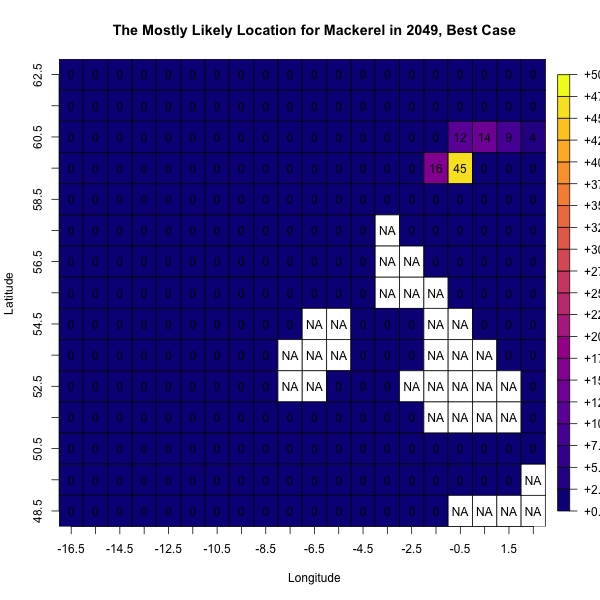 The Mostly Likely Location for Mackerel in 2049, Best Case
Latitude
62.5 0 0 0 0 0 0 0 0 0 0 0 0 0 0 0 0 0 0 0 0
0 0 0 0 0 0 0 0 0 0 0 0 0 0 0 0 0 0 0 0
60.5 0 0 0 0 0 0 0 0 0 0 0 0 0 0 0 0 12 14 9 4
0 0 0 0 0 0 0 0 0 0 0 0 0 0 0 16 45 0 0 0
58.5 0 0 0 0 0 0 0 0 0 0 0 0 0 0 0 0 0 0 0 0
0 0 0 0 0 0 0 0 0 0 0 0 0 NA 0 0 0 0 0 0
56.5 0 0 0 0 0 0 0 0 0 0 0 0 0 NA NA 0 0 0 0 0
0 0 0 0 0 0 0 0 0 0 0 0 0 NA NA NA 0 0 0 0
54.5 0 0 0 0 0 0 0 0 0 0 NA NA 0 0 0 NA NA 0 0 0
0 0 0 0 0 0 0 0 0 NA NA NA 0 0 0 NA NA NA 0 0
52.5 0 0 0 0 0 0 0 0 0 NA NA 0 0 0 NA NA NA NA NA 0
0 0 0 0 0 0 0 0 0 0 0 0 0 0 0 NA NA NA NA 0
50.5 0 0 0 0 0 0 0 0 0 0 0 0 0 0 0 0 0 0 0 0
0 0 0 0 0 0 0 0 0 0 0 0 0 0 0 0 0 0 0 NA
48.5 0 0 0 0 0 0 0 0 0 0 0 0 0 0 0 0 NA NA NA NA
-16.5 -14.5 -12.5 -10.5 -8.5 -6.5 -4.5 -2.5 -0.5 1.5
Longitude
+50
+47
+45
+42
+40
+37
+35
+32
+30
+27
+25
+22
+20
+17
+15
+12
+10
+7.
+5.
+2.
+0.